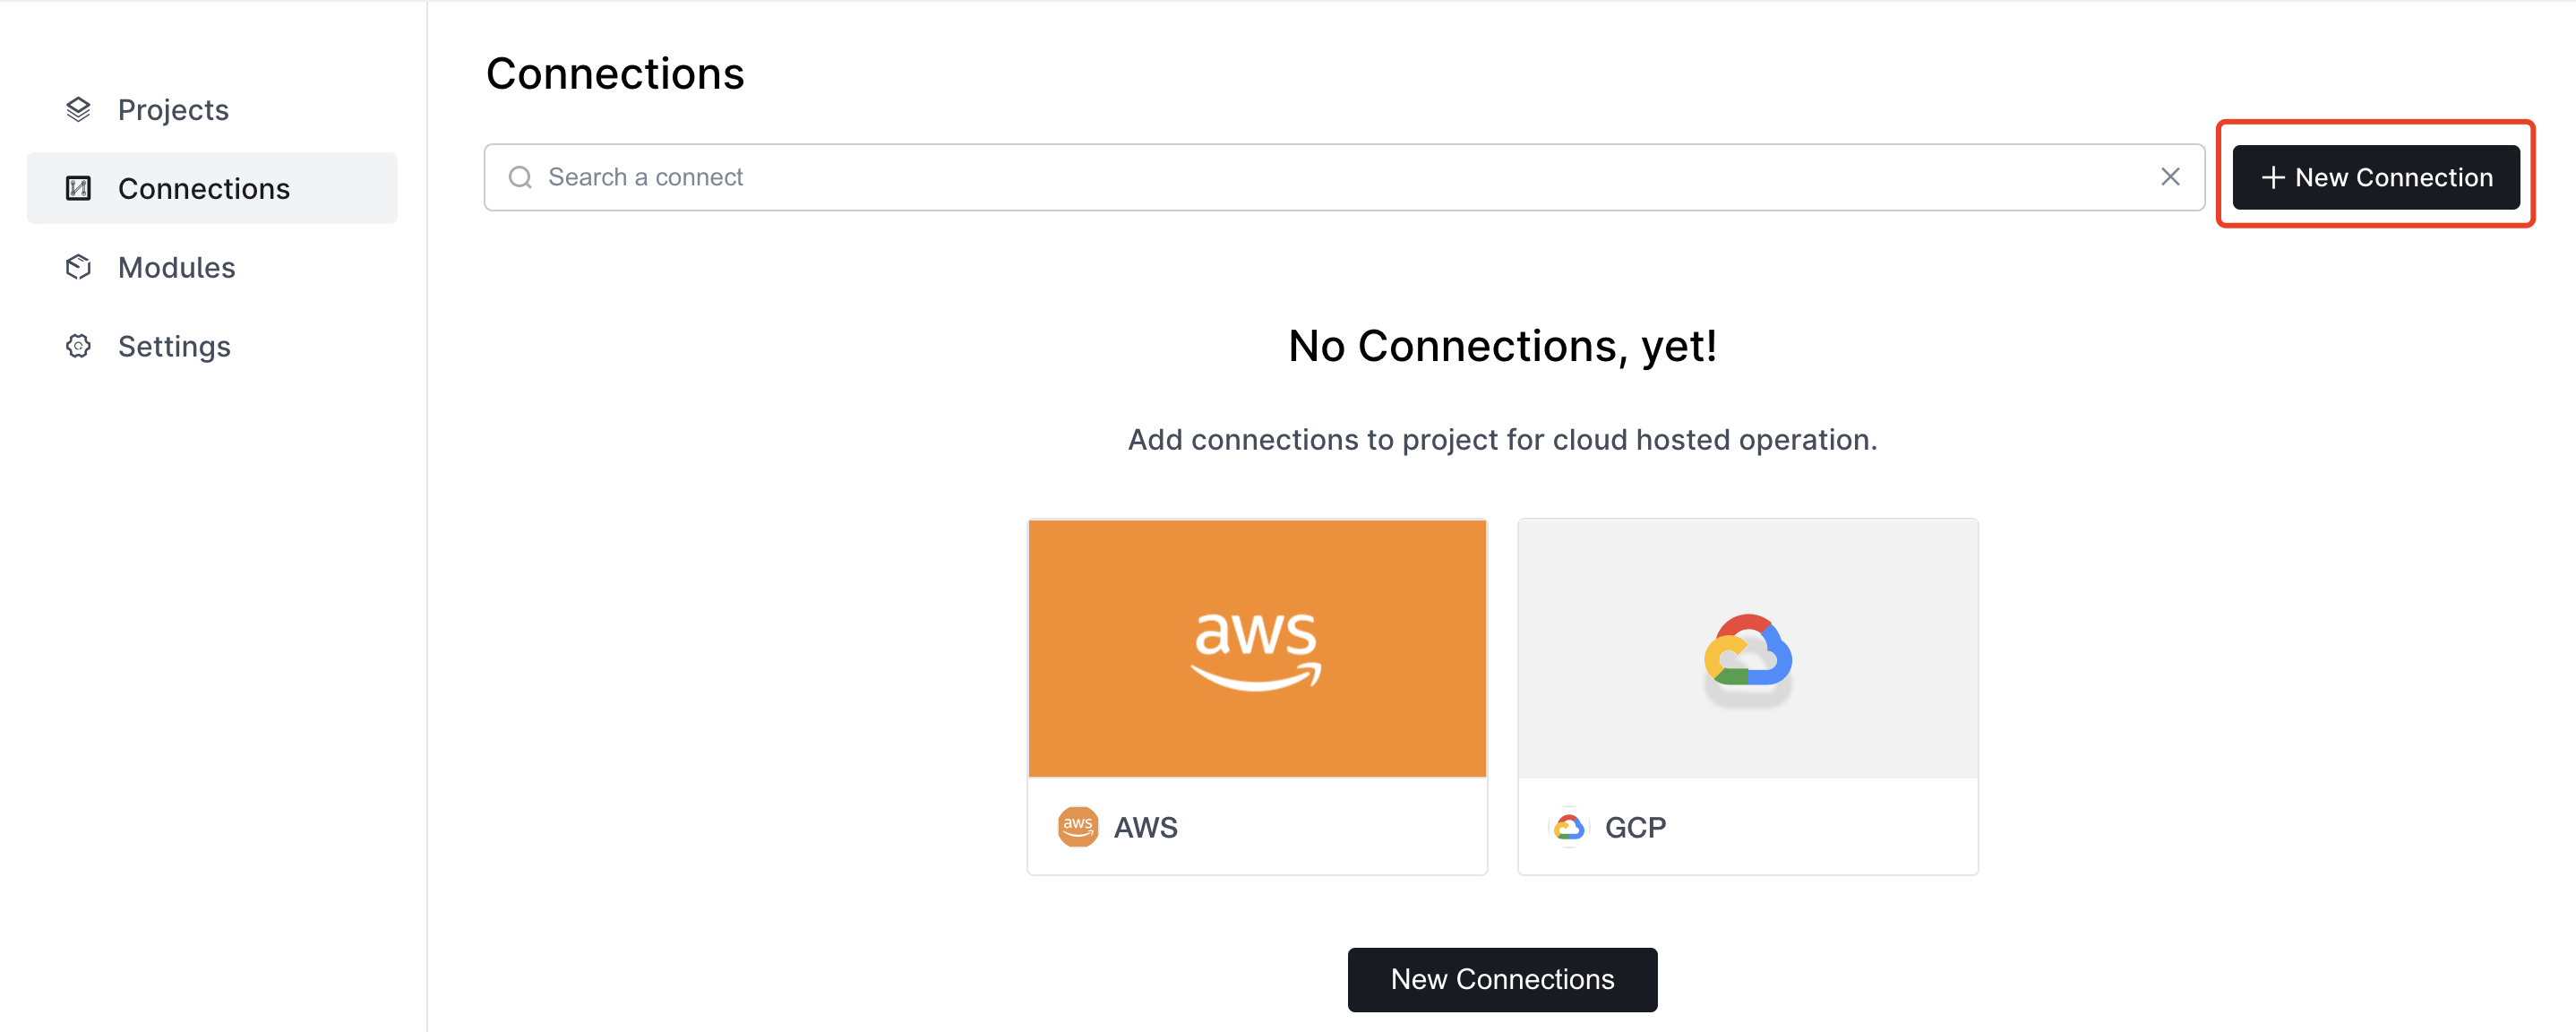 Projects
Connections
Modules
Settings
Connections
Search a connect
New Connection
No Connections, yet!
Add connections to project for cloud hosted operation.
aws
aws AWS
GCP
New Connections